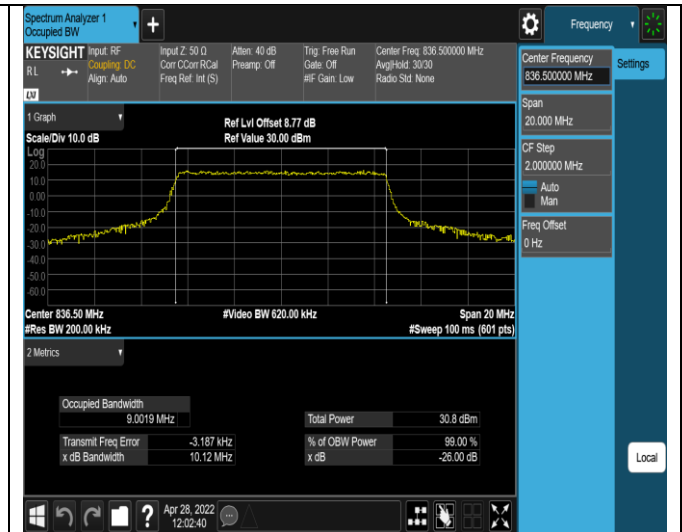 Spectrum Analyzer 1
Occupied BW
+
Frequency
KEYSIGHT
RL
LXI
Input: RF
Coupling: DC
Align: Auto
Input Z: 50 Ω
Corr CCorr RCal
Freq Ref: Int (S)
Atten: 40 dB
Preamp: Off
Trig: Free Run
Gate: Off
#IF Gain: Low
Center Freq: 836.500000 MHz
Avg|Hold: 30/30
Radio Std: None
Center Frequency
836.500000 MHz
Settings
Span
20.000 MHz
CF Step
2.000000 MHz
Auto
Man
Freq Offset
0 Hz
Local
1 Graph
Scale/Div 10.0 dB
Ref Lvl Offset 8.77 dB
Ref Value 30.00 dBm
Log
20.0
10.0
0.00
-10.0
-20.0
-30.0
-40.0
-50.0
-60.0
Center 836.50 MHz
#Res BW 200.00 kHz
#Video BW 620.00 kHz
Span 20 MHz
#Sweep 100 ms (601 pts)
2 Metrics
Occupied Bandwidth
9.0019 MHz
Total Power 30.8 dBm
Transmit Freq Error -3.187 kHz
% of OBW Power 99.00 %
x dB Bandwidth 10.12 MHz
x dB -26.00 dB
?
Apr 28, 2022
12:02:40